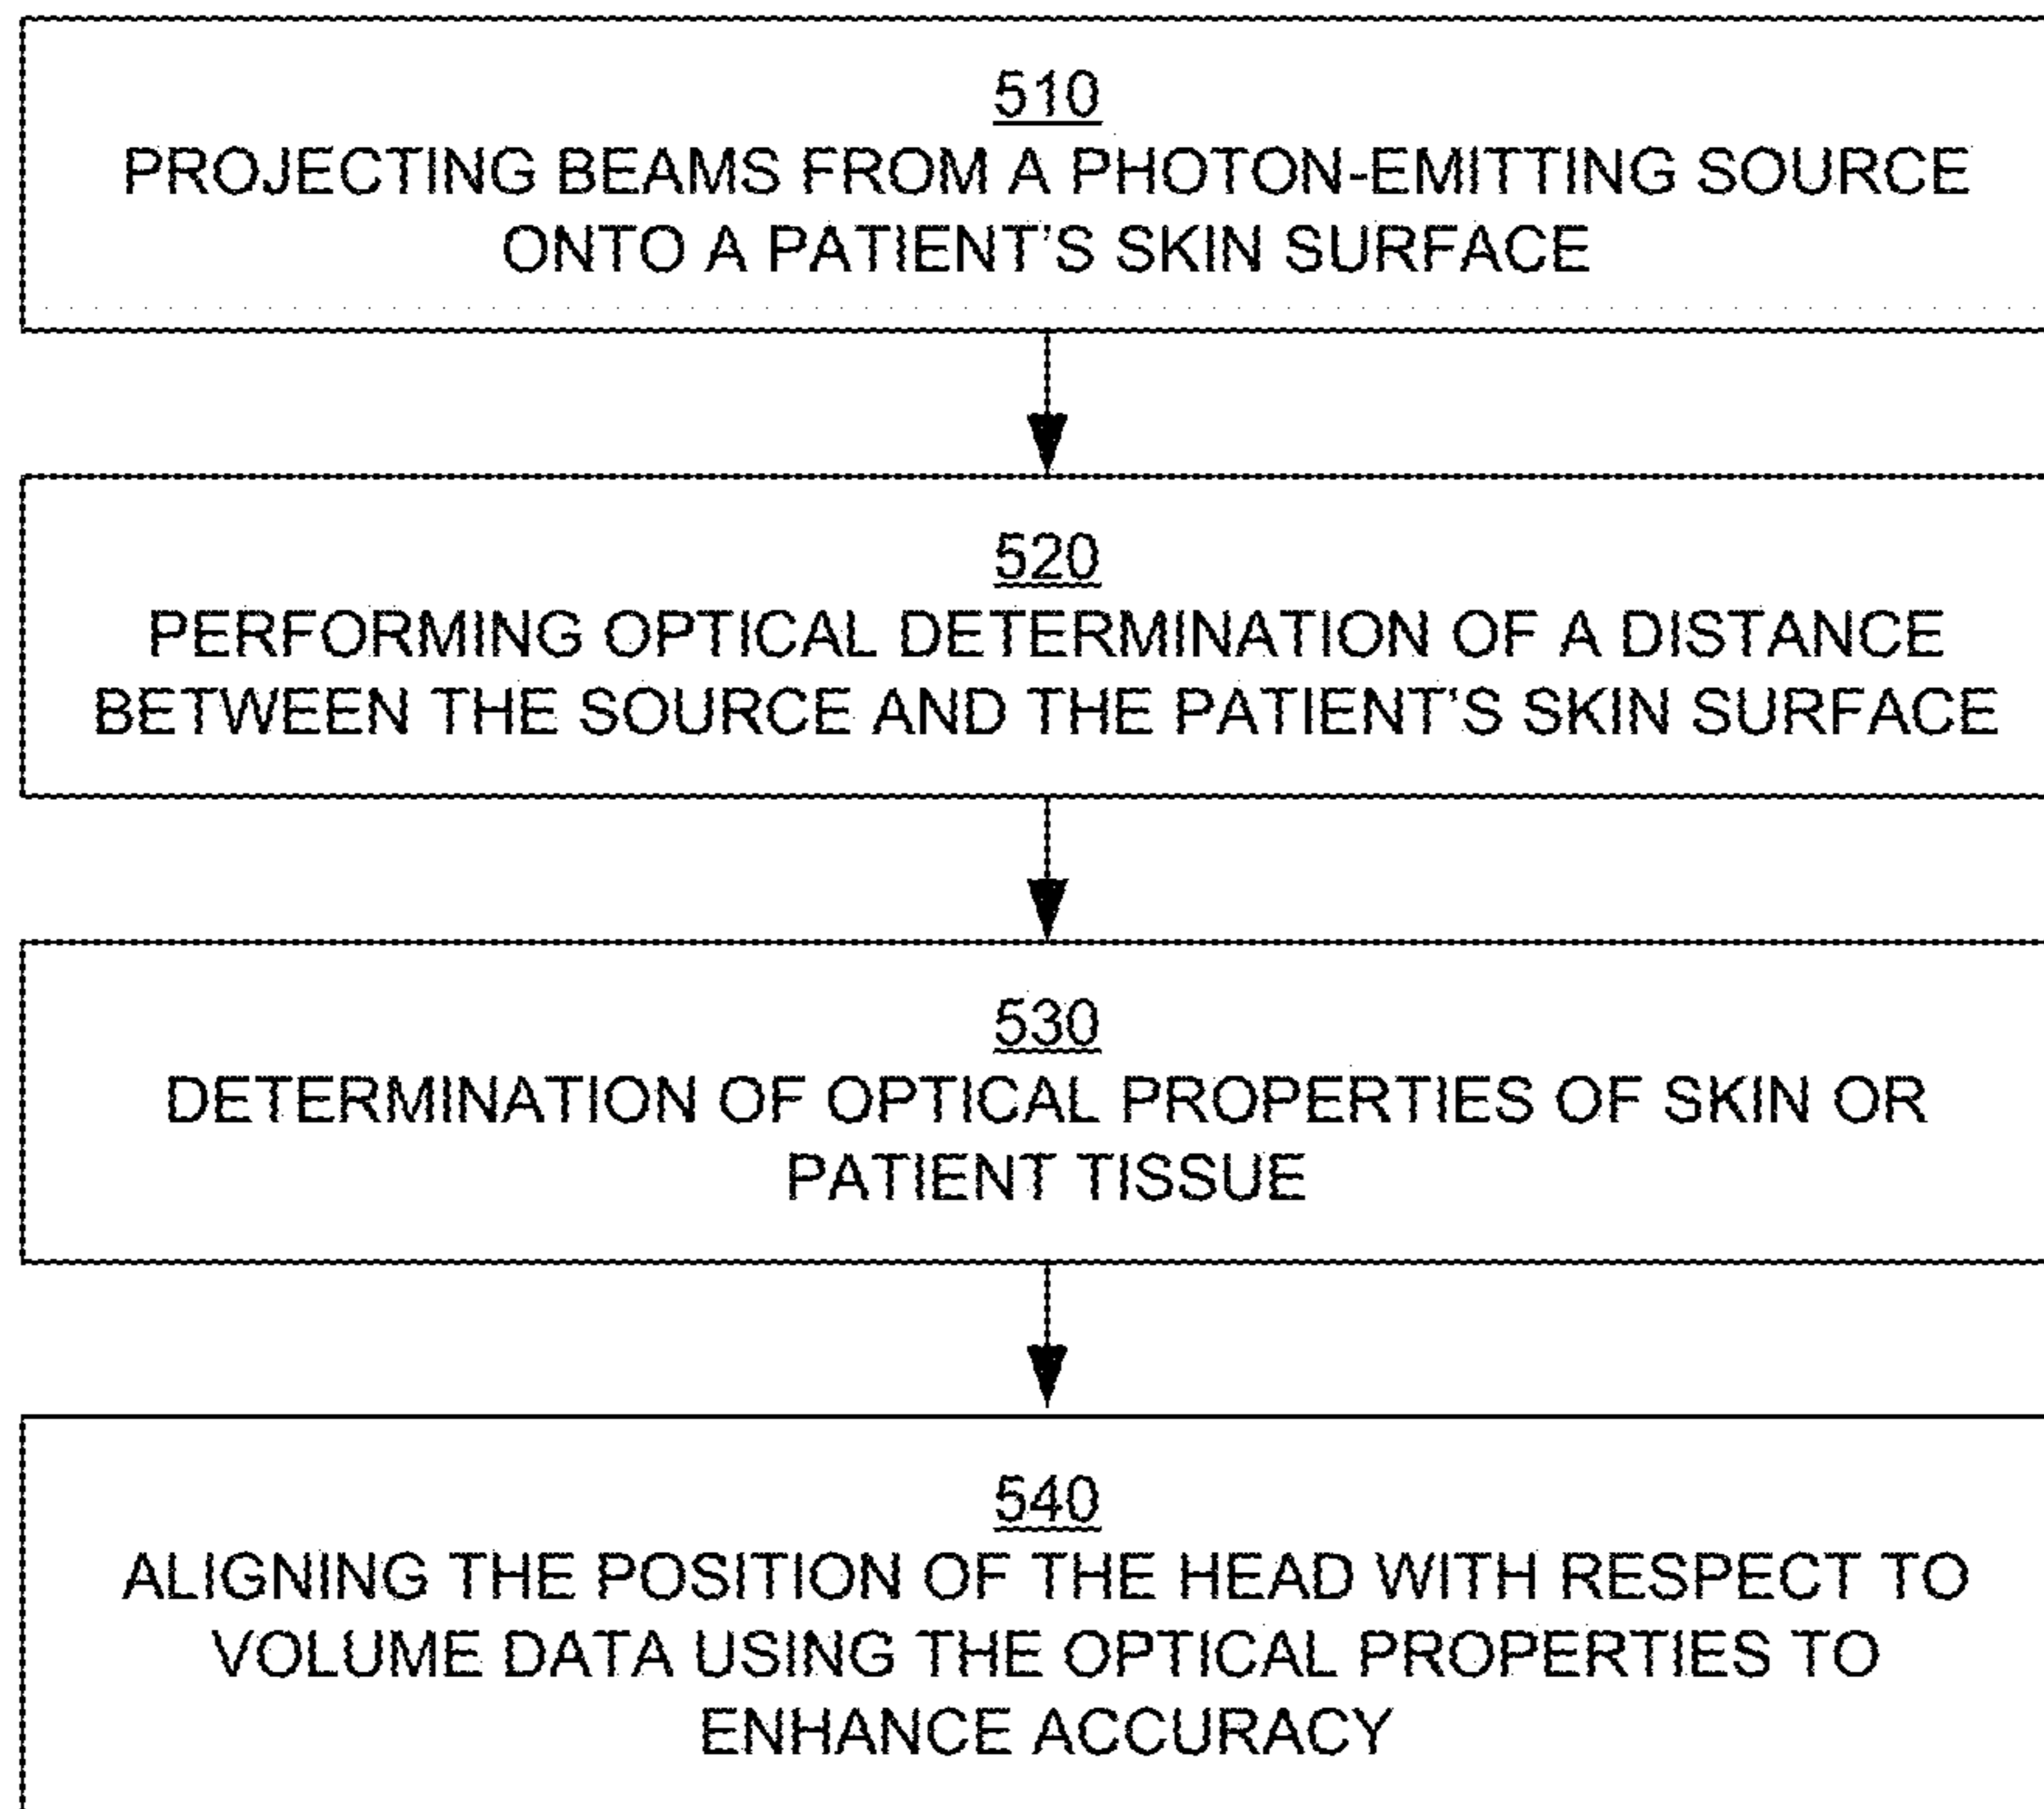 510
PROJECTING BEAMS FROM A PHOTON-EMITTING SOURCE
ONTO A PATIENT'S SKIN SURFACE
520
PERFORMING OPTICAL DETERMINATION OF A DISTANCE
BETWEEN THE SOURCE AND THE PATIENT'S SKIN SURFACE
530
DETERMINATION OF OPTICAL PROPERTIES OF SKIN OR
PATIENT TISSUE
540
ALIGNING THE POSITION OF THE HEAD WITH RESPECT TO
VOLUME DATA USING THE OPTICAL PROPERTIES TO
ENHANCE ACCURACY